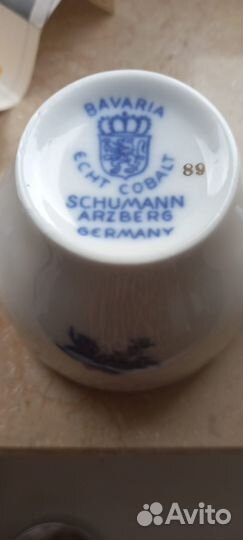 BAVARIA
ECHT COBALT
89
SCHUMANN
ARZBERG
GERMANY
Avito